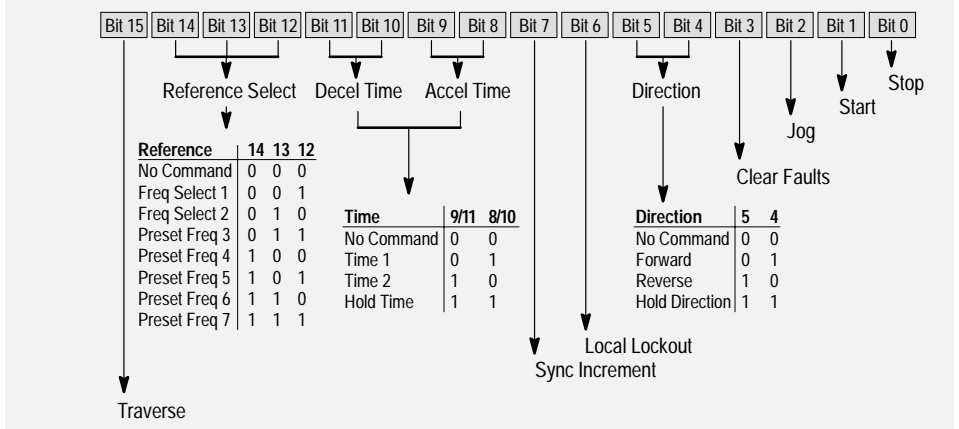 Bit 15 Bit 14 Bit 13 Bit 12 Bit 11 Bit 10 Bit 9 Bit 8 Bit 7 Bit 6 Bit 5 Bit 4 Bit 3 Bit 2 Bit 1 Bit 0
Reference Select Decel Time Accel Time Direction Stop
Start
Jog
Clear Faults
Reference 14 13 12
No Command 0 0 0
Freq Select 1 0 0 1
Freq Select 2 0 1 0
Preset Freq 3 0 1 1
Preset Freq 4 1 0 0
Preset Freq 5 1 0 1
Preset Freq 6 1 1 0
Preset Freq 7 1 1 1
Time 9/11 8/10
No Command 0 0
Time 1 0 1
Time 2 1 0
Hold Time 1 1
Direction 5 4
No Command 0 0
Forward 0 1
Reverse 1 0
Hold Direction 1 1
Local Lockout
Sync Increment
Traverse